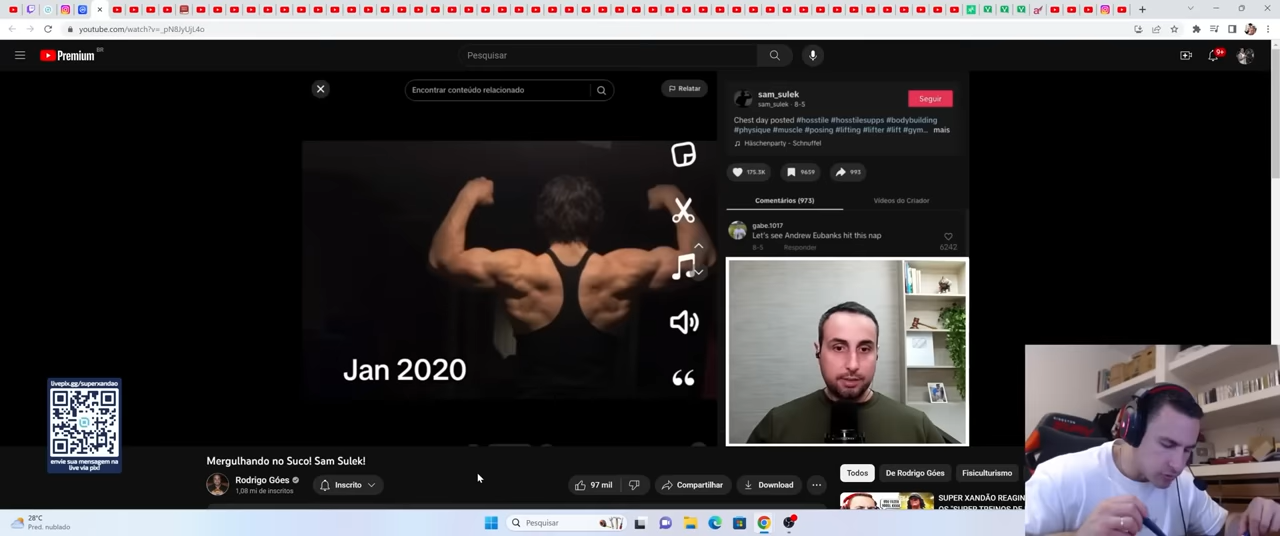 youtube.com/watch?v=_pN8JyUjL4o
Premium BR
Pesquisar
9+
Encontrar conteúdo relacionado
Relatar
sam_sulek
sam_sulek · 8-5
Seguir
Chest day posted #hosstile #hosstilesupps #bodybuilding
#physique #muscle #posing #lifting #lifter #lift #gym... mais
Häschenparty - Schnuffel
175.3K
9659
993
Comentários (973)
Vídeos do Criador
gabe.1017
Let's see Andrew Eubanks hit this nap
8-5 Responder
6242
Jan 2020
livepix.gg/superxandao
envie sua mensagem na
live via pix!
Mergulhando no Suco! Sam Sulek!
Rodrigo Góes
1,08 mi de inscritos
Inscrito
97 mil
Compartilhar
Download
Todos
De Rodrigo Góes
Fisiculturismo
SUPER XANDÃO REAGIN
OS "SUPER TREINOS DE
28°C
Pred. nublado
Pesquisar